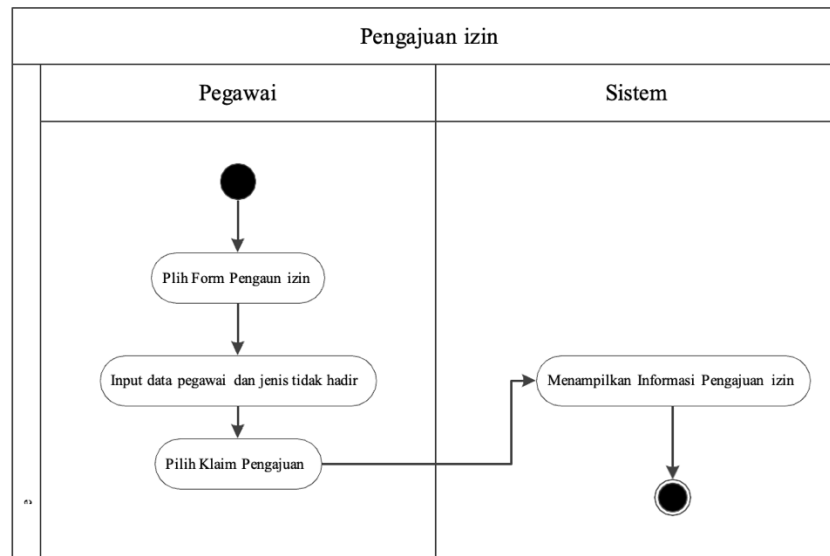 Pengajuan izin
Pegawai
Sistem
Plih Form Pengaun izin
Input data pegawai dan jenis tidak hadir
Menampilkan Informasi Pengajuan izin
Pilih Klaim Pengajuan